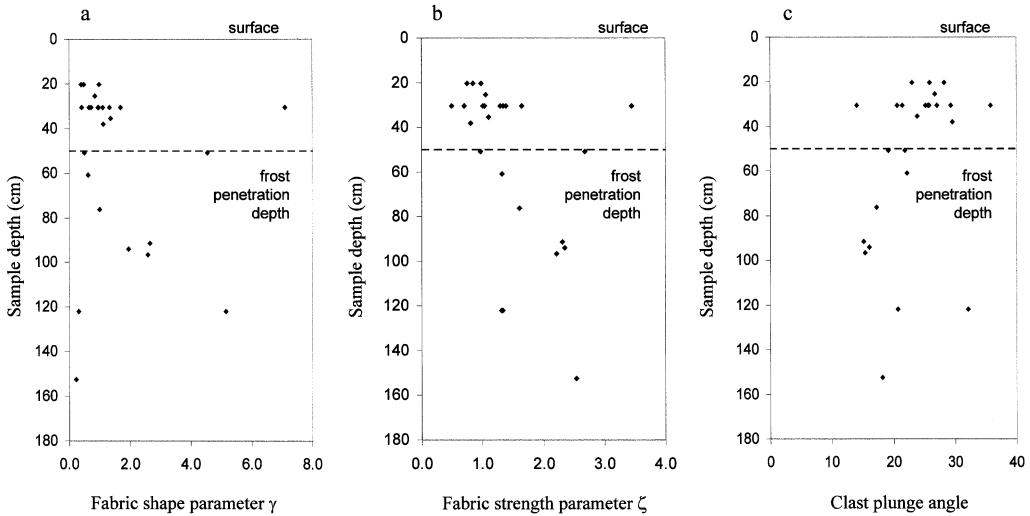 a
surface
0
20
40
60
80
100
120
140
160
180
Sample depth (cm)
frost
penetration
depth
0.0
2.0
4.0
6.0
8.0
Fabric shape parameter γ
b
surface
0
20
40
60
80
100
120
140
160
180
Sample depth (cm)
frost
penetration
depth
0.0
1.0
2.0
3.0
4.0
Fabric strength parameter ζ
c
surface
0
20
40
60
80
100
120
140
160
180
Sample depth (cm)
frost
penetration
depth
0
10
20
30
40
Clast plunge angle